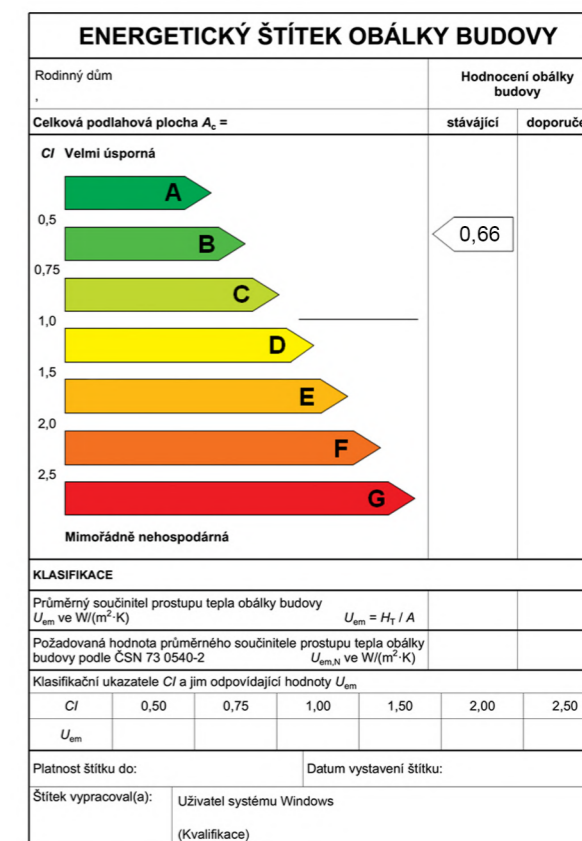 ENERGETICKÝ ŠTÍTEK OBÁLKY BUDOVY
Rodinný dům
,
Hodnocení obálky
budovy
Celková podlahová plocha Ac =
stávájící
doporuče
CI Velmi úsporná
A
0,5
B
0,66
0,75
C
1,0
D
1,5
E
2,0
F
2,5
G
Mimořádně nehospodárná
KLASIFIKACE
Průměrný součinitel prostupu tepla obálky budovy
Uem ve W/(m²·K) Uem = HT / A
Požadovaná hodnota průměrného součinitele prostupu tepla obálky
budovy podle ČSN 73 0540-2 Uem,N ve W/(m²·K)
Klasifikační ukazatele CI a jim odpovídající hodnoty Uem
CI 0,50 0,75 1,00 1,50 2,00 2,50
Uem
Platnost štítku do: Datum vystavení štítku:
Štítek vypracoval(a): Uživatel systému Windows
(Kvalifikace)